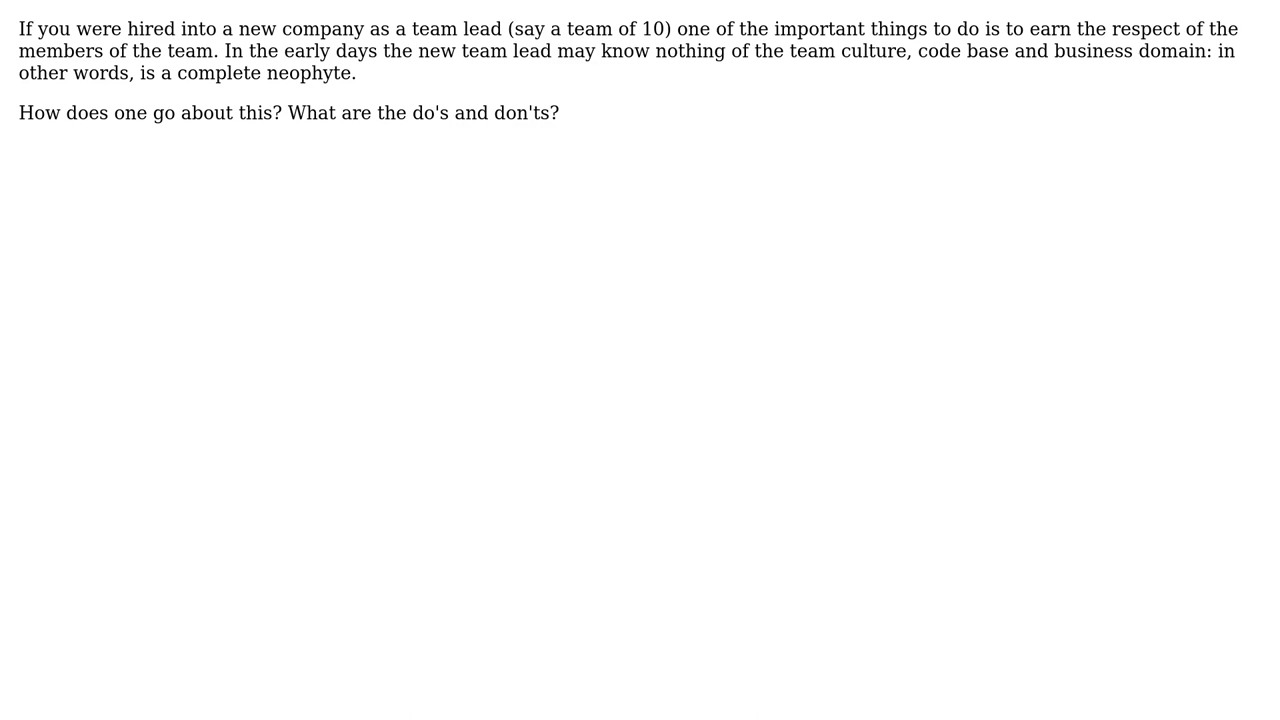 If you were hired into a new company as a team lead (say a team of 10) one of the important things to do is to earn the respect of the
members of the team. In the early days the new team lead may know nothing of the team culture, code base and business domain: in
other words, is a complete neophyte.
How does one go about this? What are the do's and don'ts?